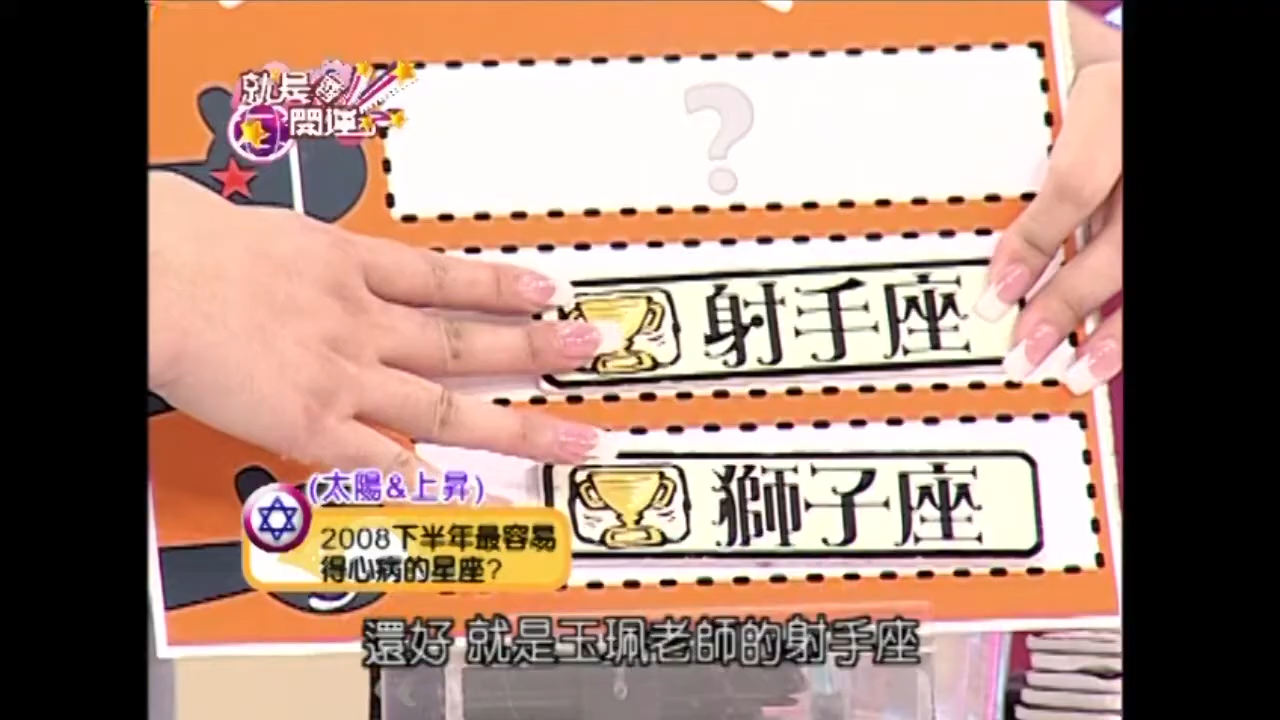 就是
開運
?
射手座
獅子座
(太陽&上昇)
2008下半年最容易
得心病的星座?
還好 就是玉珮老師的射手座